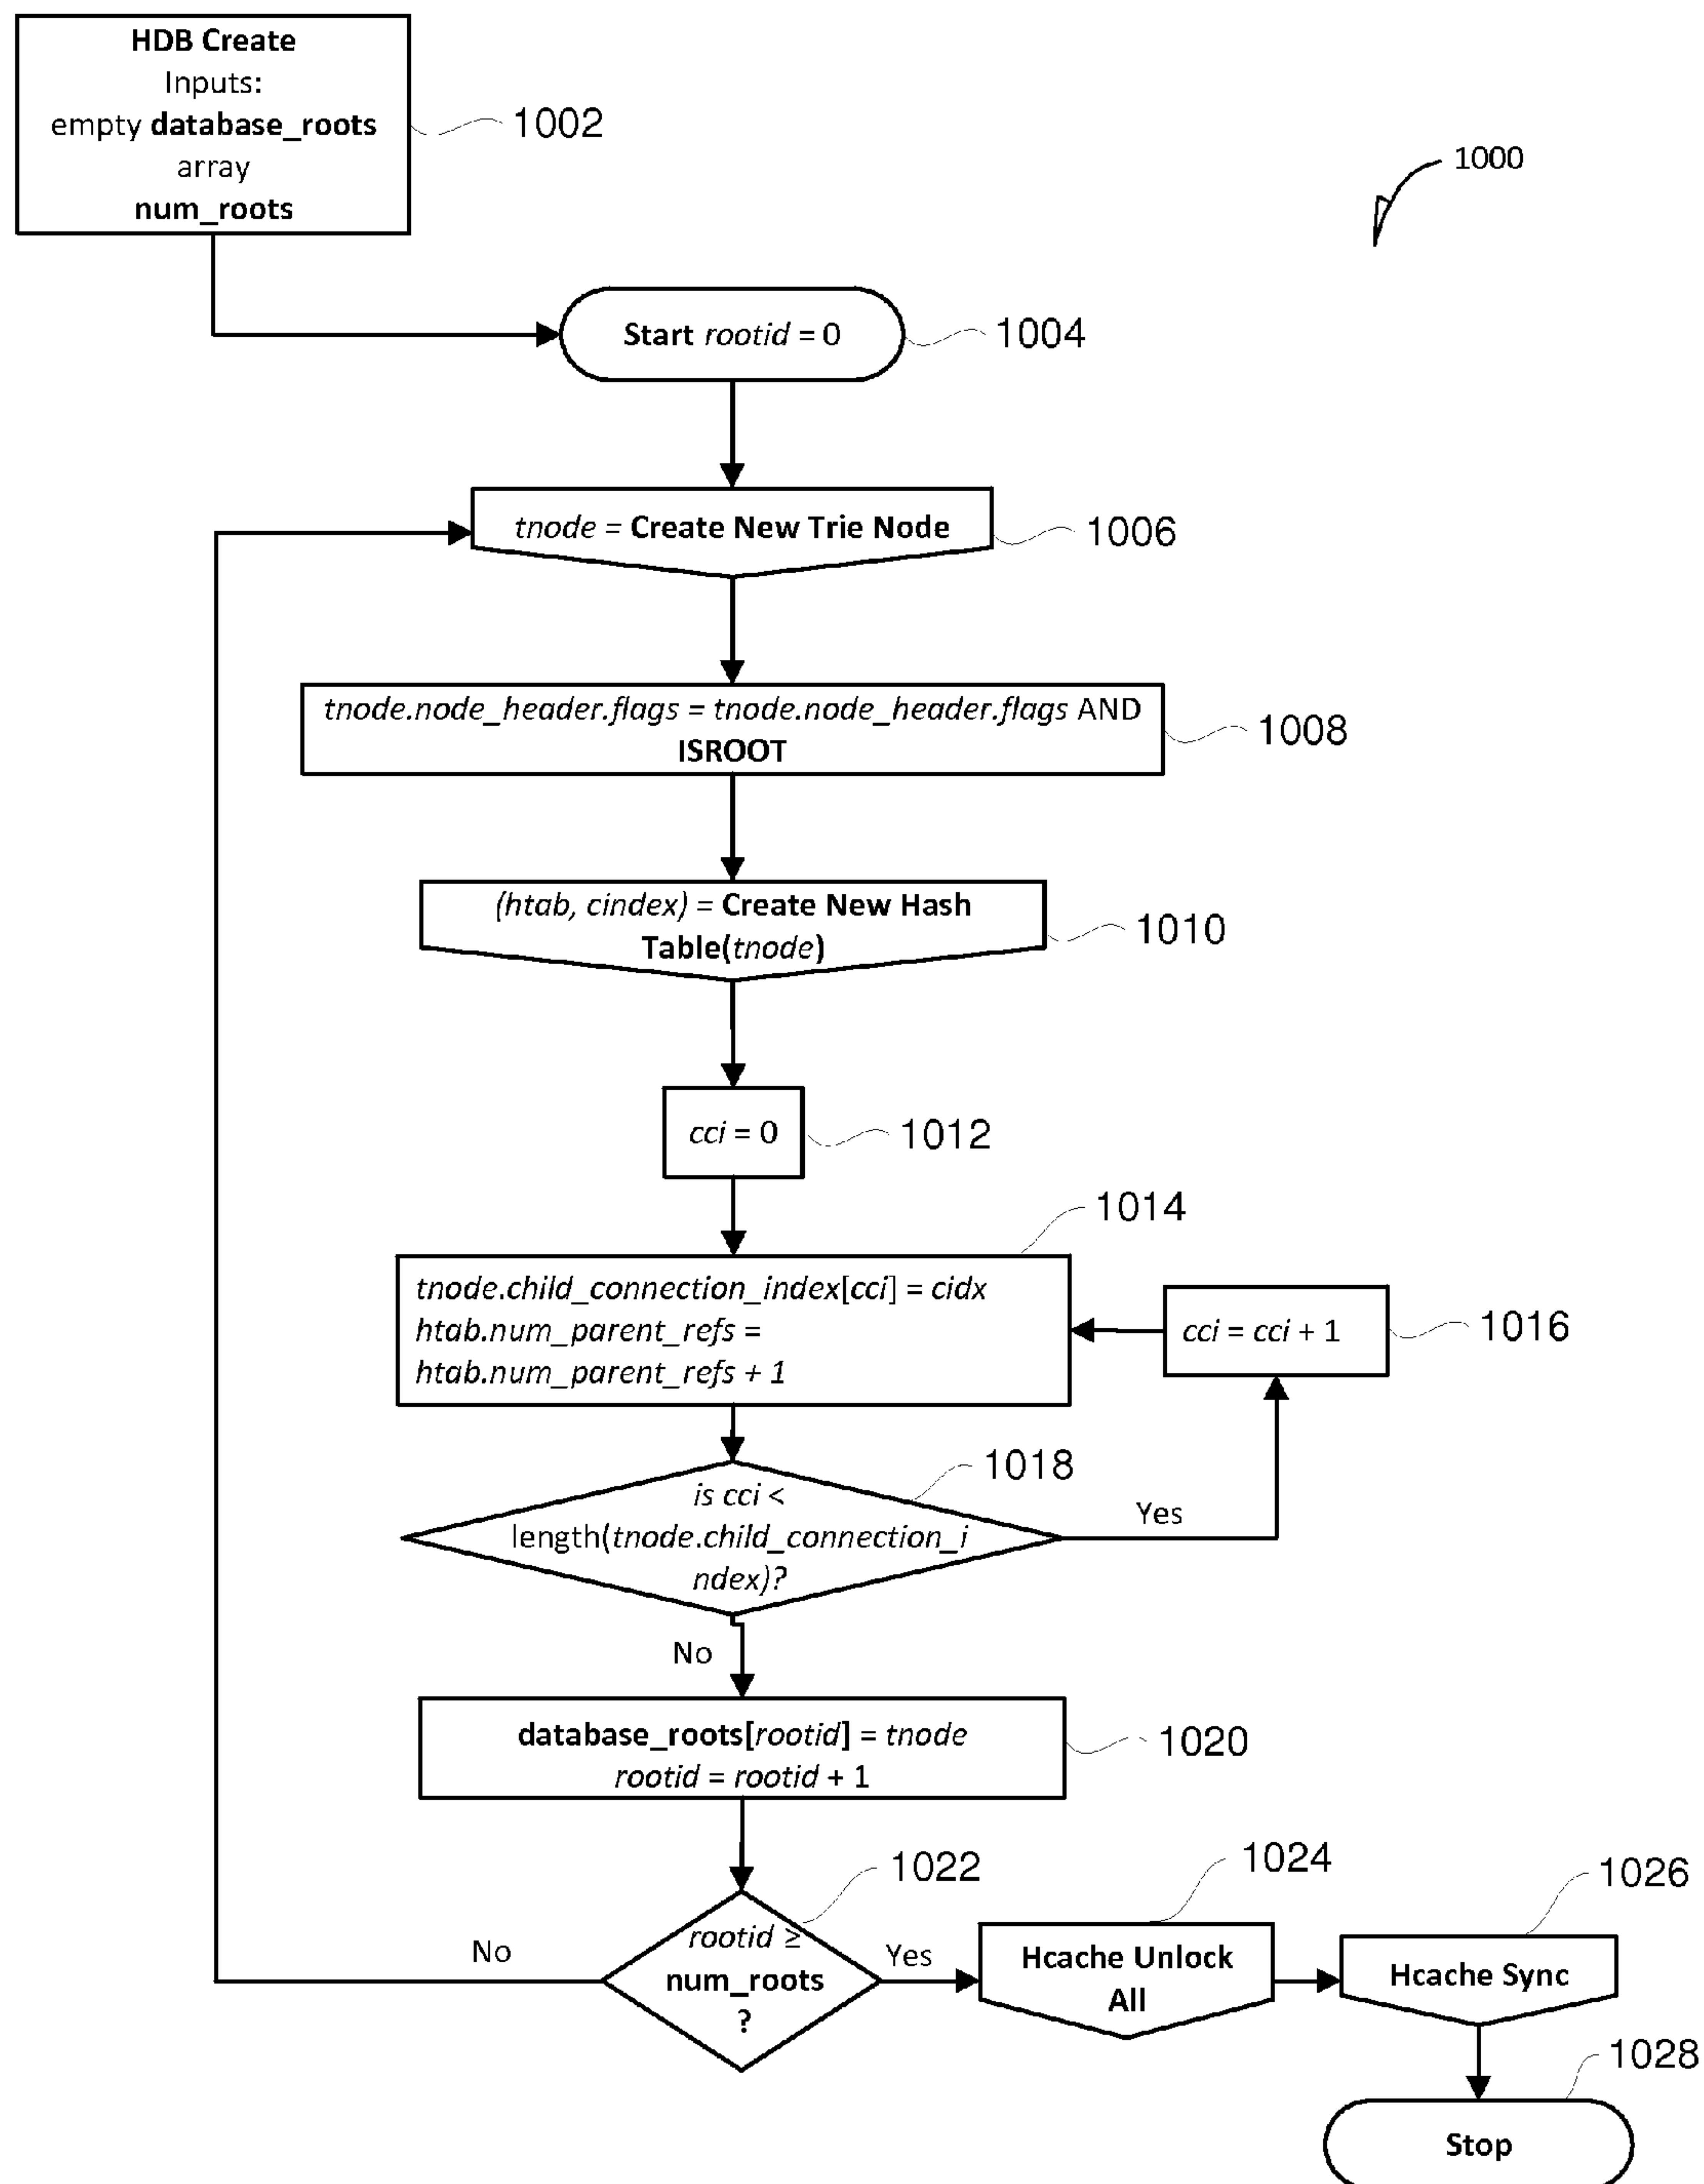 HDB Create
Inputs:
empty database_roots
array
num_roots
1002
1000
Start rootid = 0
1004
tnode = Create New Trie Node
1006
tnode.node_header.flags = tnode.node_header.flags AND
ISROOT
1008
(htab, cindex) = Create New Hash
Table(tnode)
1010
cci = 0
1012
1014
tnode.child_connection_index[cci] = cidx
htab.num_parent_refs =
htab.num_parent_refs + 1
cci = cci + 1
1016
1018
is cci <
length(tnode.child_connection_i
ndex)?
Yes
No
database_roots[rootid] = tnode
rootid = rootid + 1
1020
1022
rootid ≥
num_roots
?
No
Yes
1024
Hcache Unlock
All
1026
Hcache Sync
1028
Stop